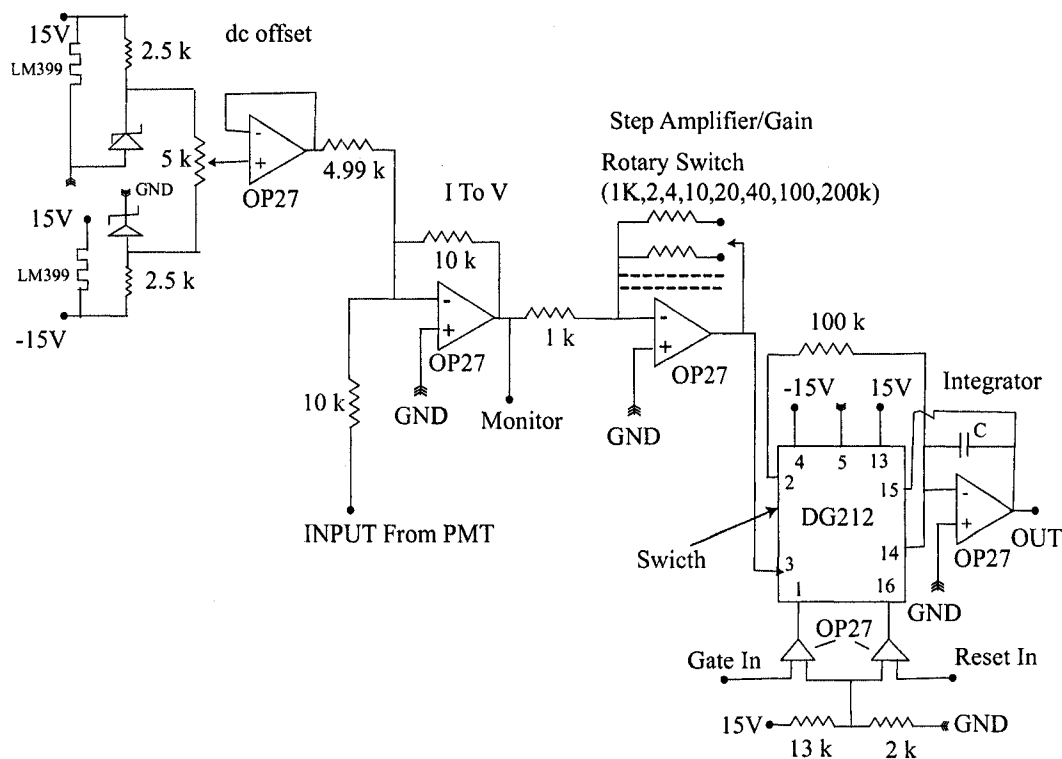 15V
2.5 k
dc offset
LM399
5 k
GND
15V
LM399
2.5 k
-15V
-
+
OP27
4.99 k
I To V
10 k
-
+
OP27
GND
10 k
Monitor
INPUT From PMT
1 k
Step Amplifier/Gain
Rotary Switch
(1K,2,4,10,20,40,100,200k)
-
+
OP27
GND
100 k
-15V
15V
Integrator
C
4
5
13
2
15
DG212
Swicth
3
14
1
16
-
+
OP27
OUT
GND
OP27
Gate In
Reset In
15V
13 k
2 k
GND